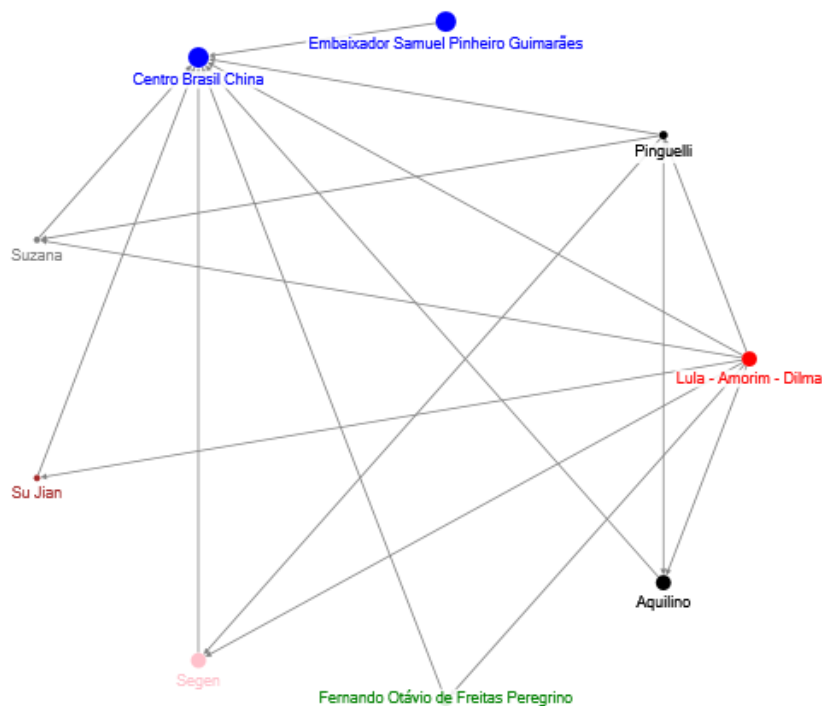 Embaixador Samuel Pinheiro Guimarães
Centro Brasil China
Pinguelli
Suzana
Lula - Amorim - Dilma
Su Jian
Aquilino
Segen
Fernando Otávio de Freitas Peregrino